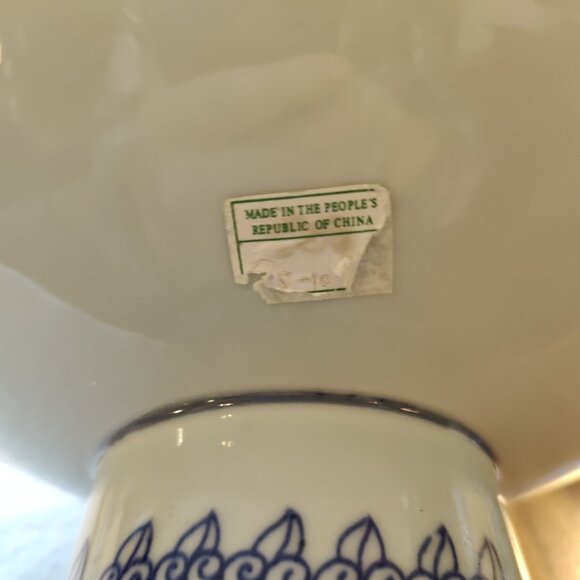 MADE IN THE PEOPLE'S
REPUBLIC OF CHINA